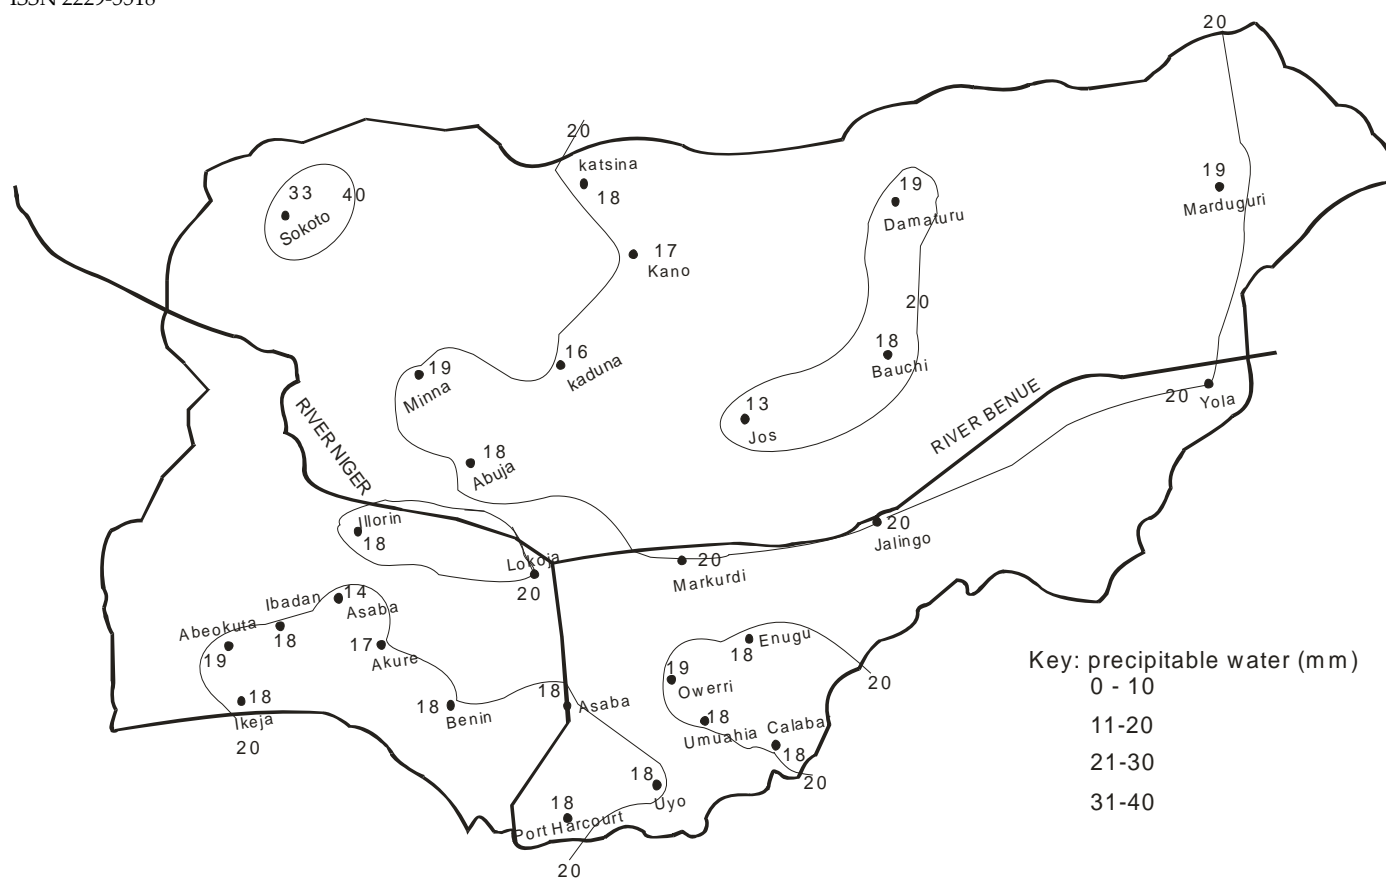 ISSN 2229-5518
20
20
katsina
18
33
40
Sokoto
19
Damaturu
19
Marduguri
17
Kano
20
16
kaduna
19
Minna
18
Bauchi
13
Jos
RIVER BENUE
20
Yola
RIVER NIGER
18
Abuja
Illorin
18
20
Jalingo
Lokoja
20
20
Markurdi
Ibadan
18
14
Asaba
Abeokuta
19
17
Akure
18
Enugu
19
Owerri
20
Key: precipitable water (mm)
0 - 10
11-20
21-30
31-40
18
Ikeja
20
18
Benin
18
Asaba
18
Umuahia
Calaba
18
20
18
Uyo
18
Port Harcourt
20